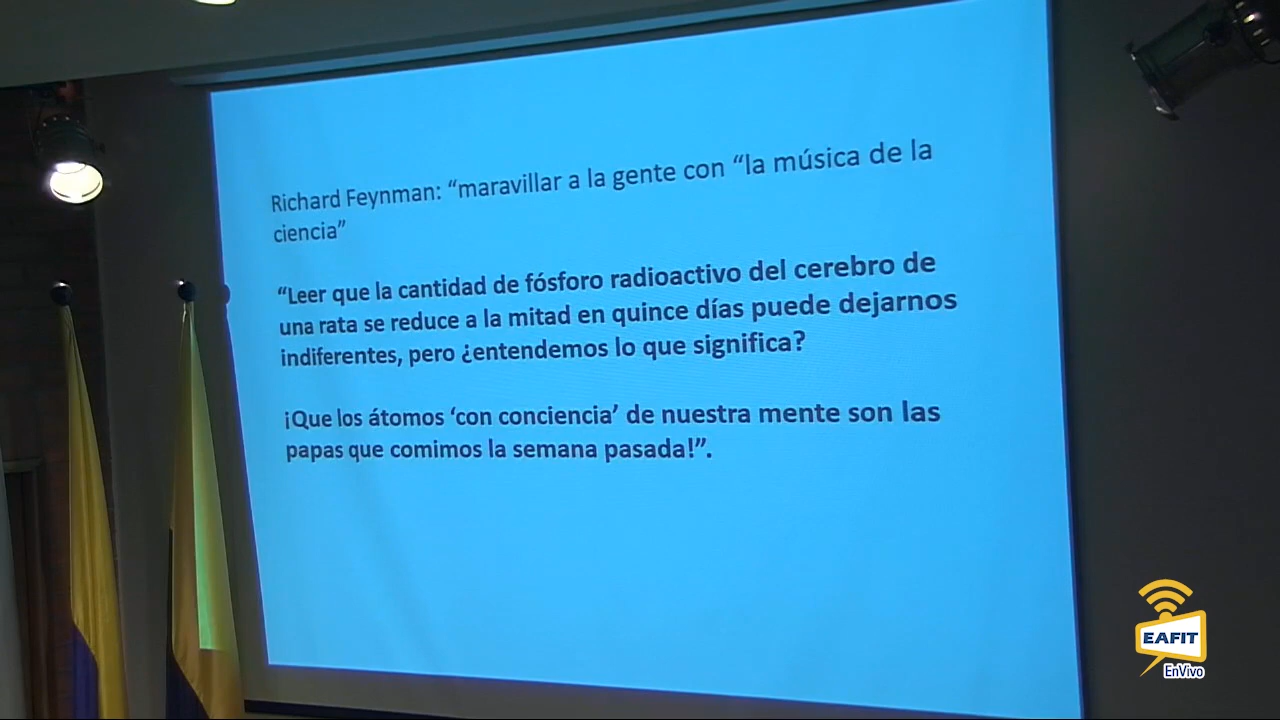 Richard Feynman: “maravillar a la gente con “la música de la
ciencia”
“Leer que la cantidad de fósforo radioactivo del cerebro de
una rata se reduce a la mitad en quince días puede dejarnos
indiferentes, pero ¿entendemos lo que significa?
¡Que los átomos ‘con conciencia’ de nuestra mente son las
papas que comimos la semana pasada!”.
EAFIT
EnVivo